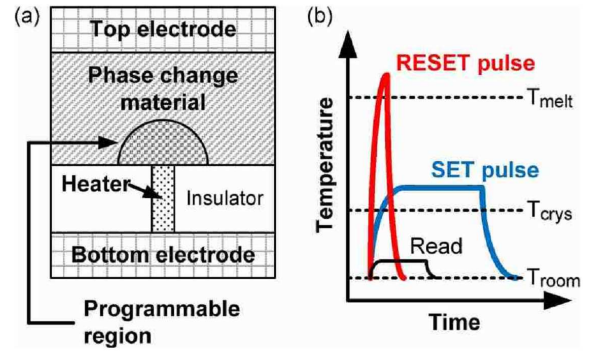 (a)
Top electrode
Phase change
material
Heater
Insulator
Bottom electrode
Programmable
region
(b)
RESET pulse
Tmelt
SET pulse
Tcrys
Read
Troom
Temperature
Time